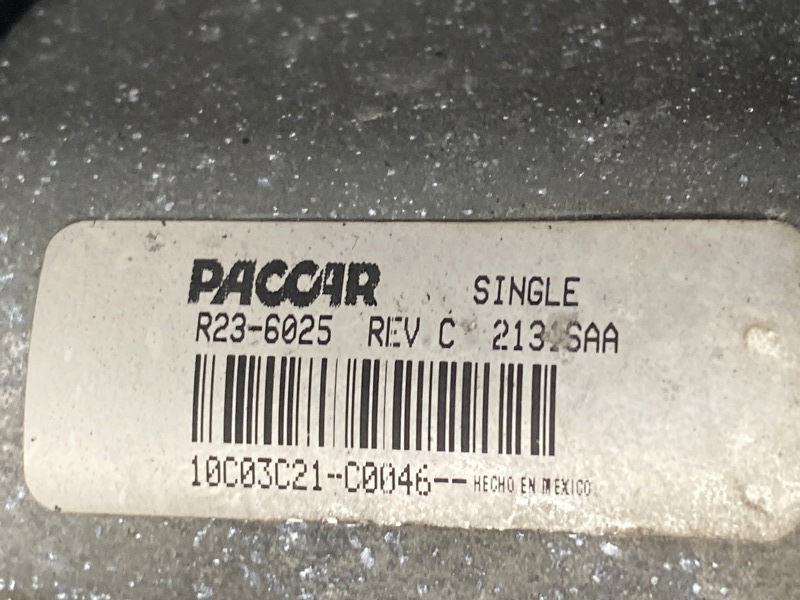 PACCAR SINGLE
R23-6025 REV C
10C03C21-C0046-- HECHO EN MEXICO